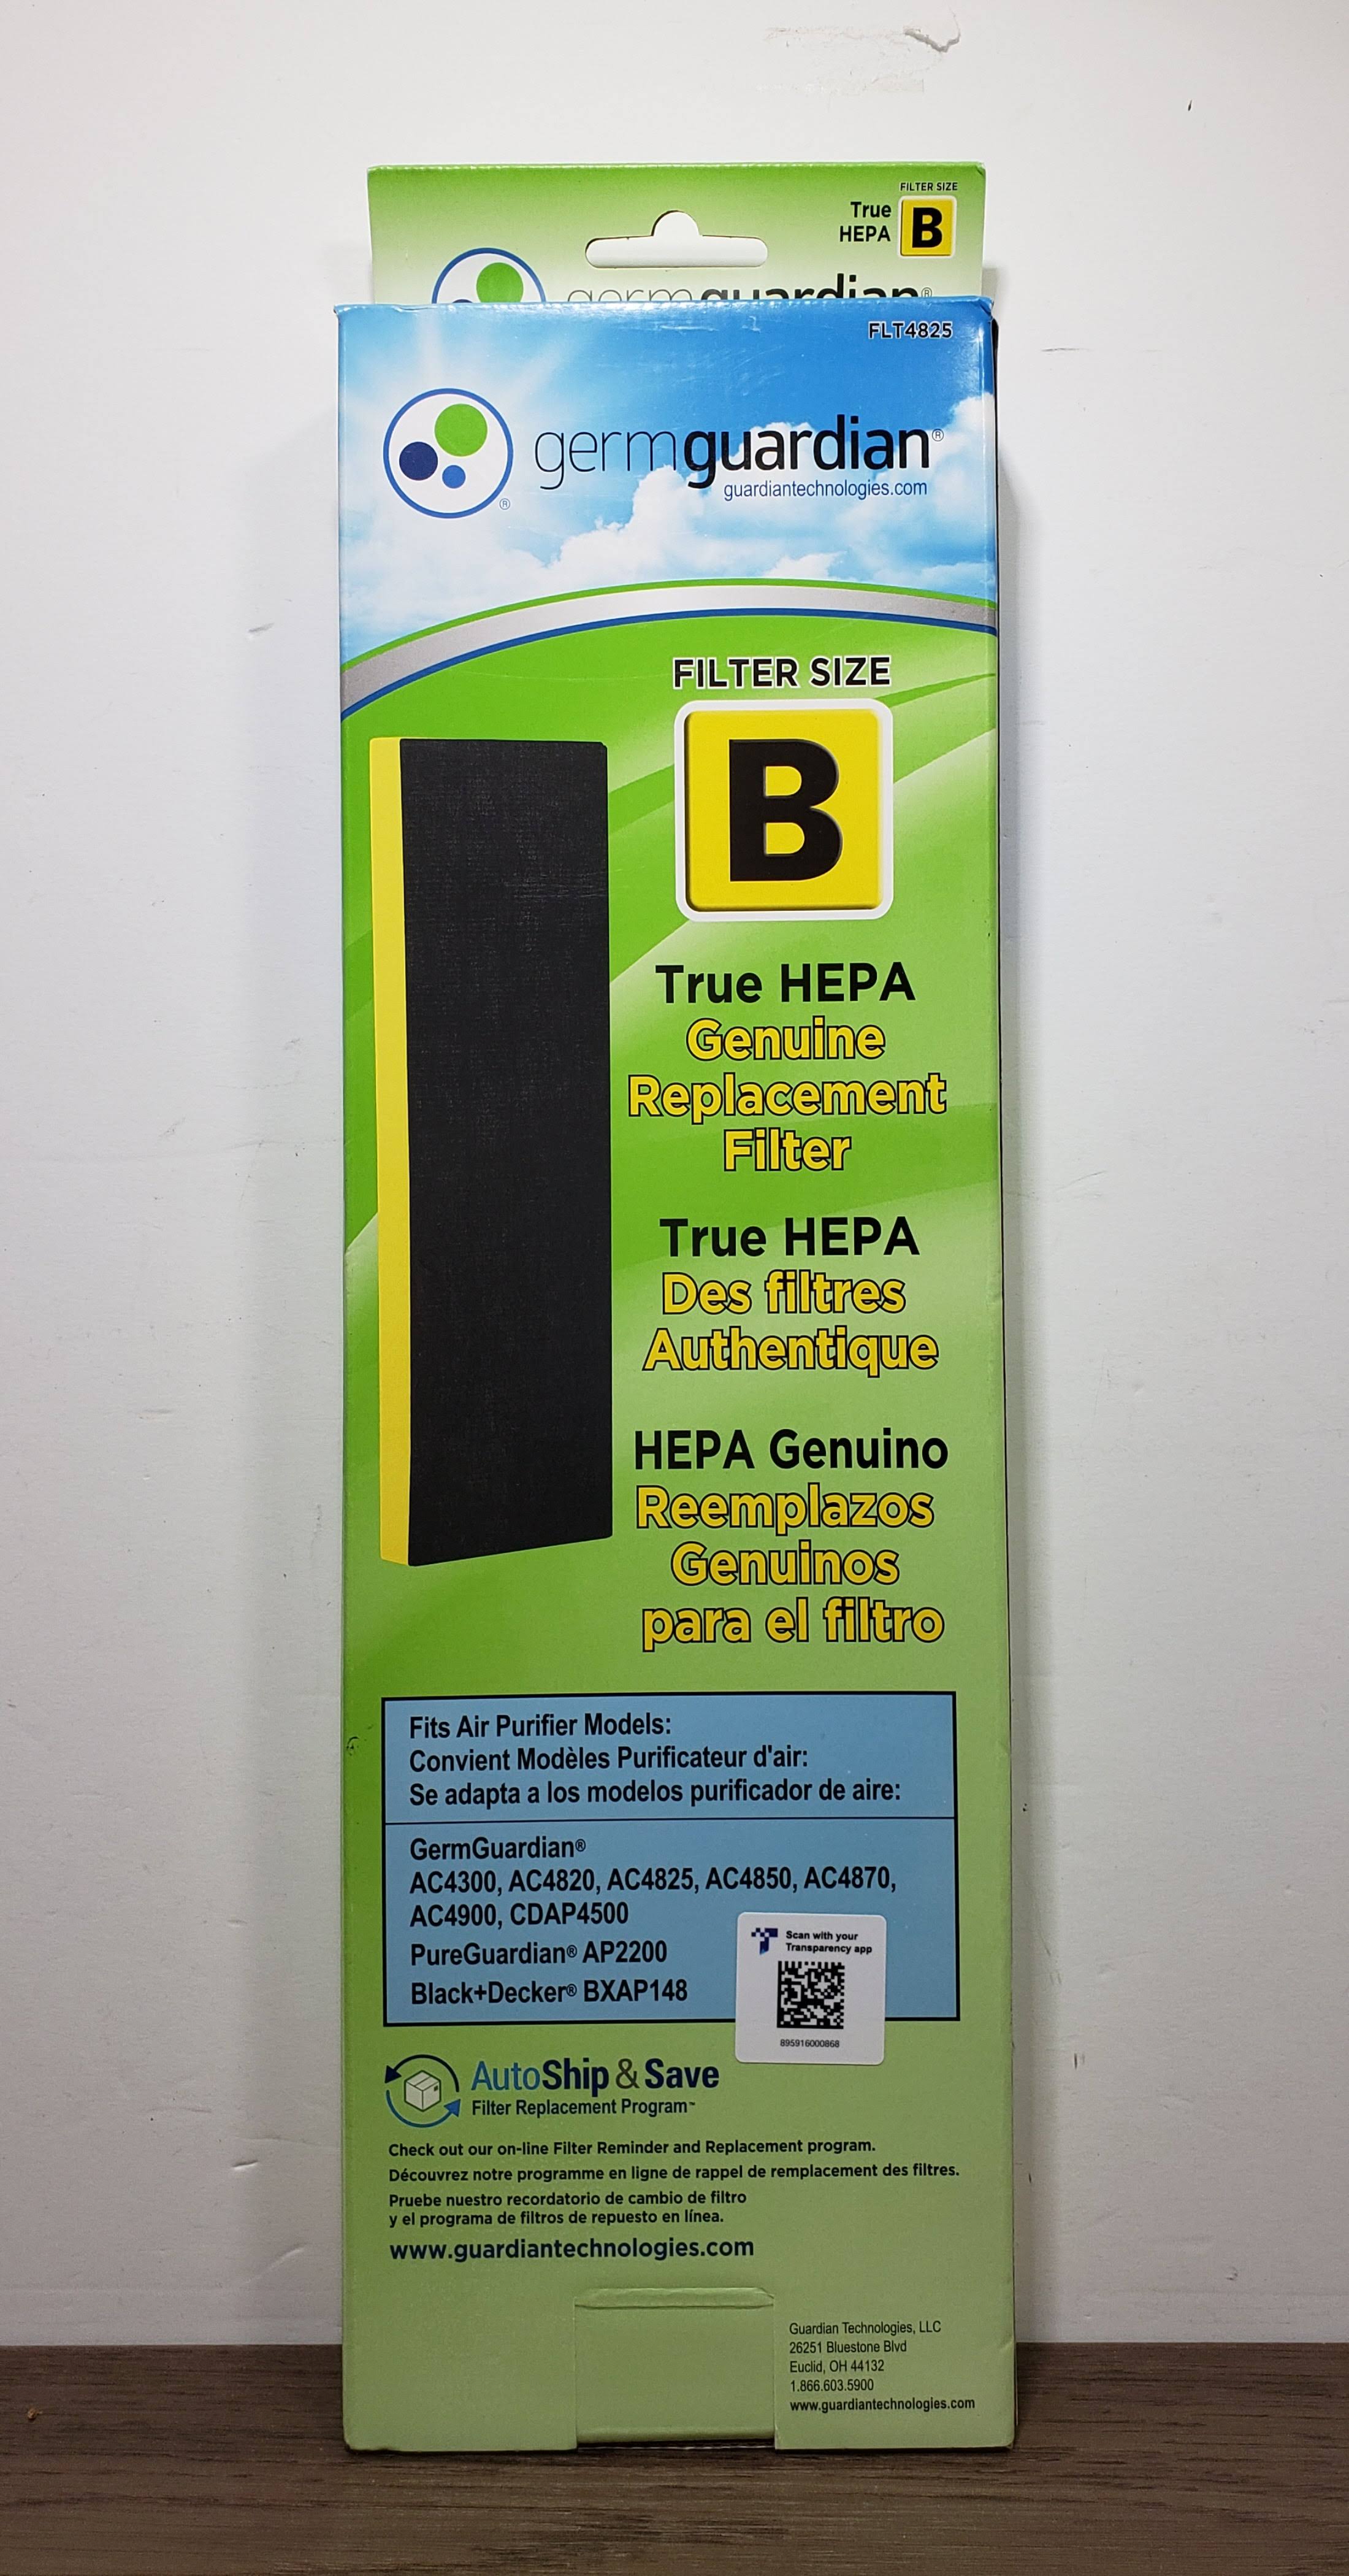 FILTER SIZE
True
HEPA
B
germguardian®
FLT4825
germguardian®
guardiantechnologies.com
®
FILTER SIZE
B
True HEPA
Genuine
Replacement
Filter
True HEPA
Des filtres
Authentique
HEPA Genuino
Reemplazos
Genuinos
para el filtro
Fits Air Purifier Models:
Convient Modèles Purificateur d'air:
Se adapta a los modelos purificador de aire:
GermGuardian®
AC4300, AC4820, AC4825, AC4850, AC4870,
AC4900, CDAP4500
PureGuardian® AP2200
Black+Decker® BXAP148
Scan with your
Transparency app
895916000868
AutoShip & Save
Filter Replacement Program™
Check out our on-line Filter Reminder and Replacement program.
Découvrez notre programme en ligne de rappel de remplacement des filtres.
Pruebe nuestro recordatorio de cambio de filtro
y el programa de filtros de repuesto en línea.
www.guardiantechnologies.com
Guardian Technologies, LLC
26251 Bluestone Blvd
Euclid, OH 44132
1.866.603.5900
www.guardiantechnologies.com